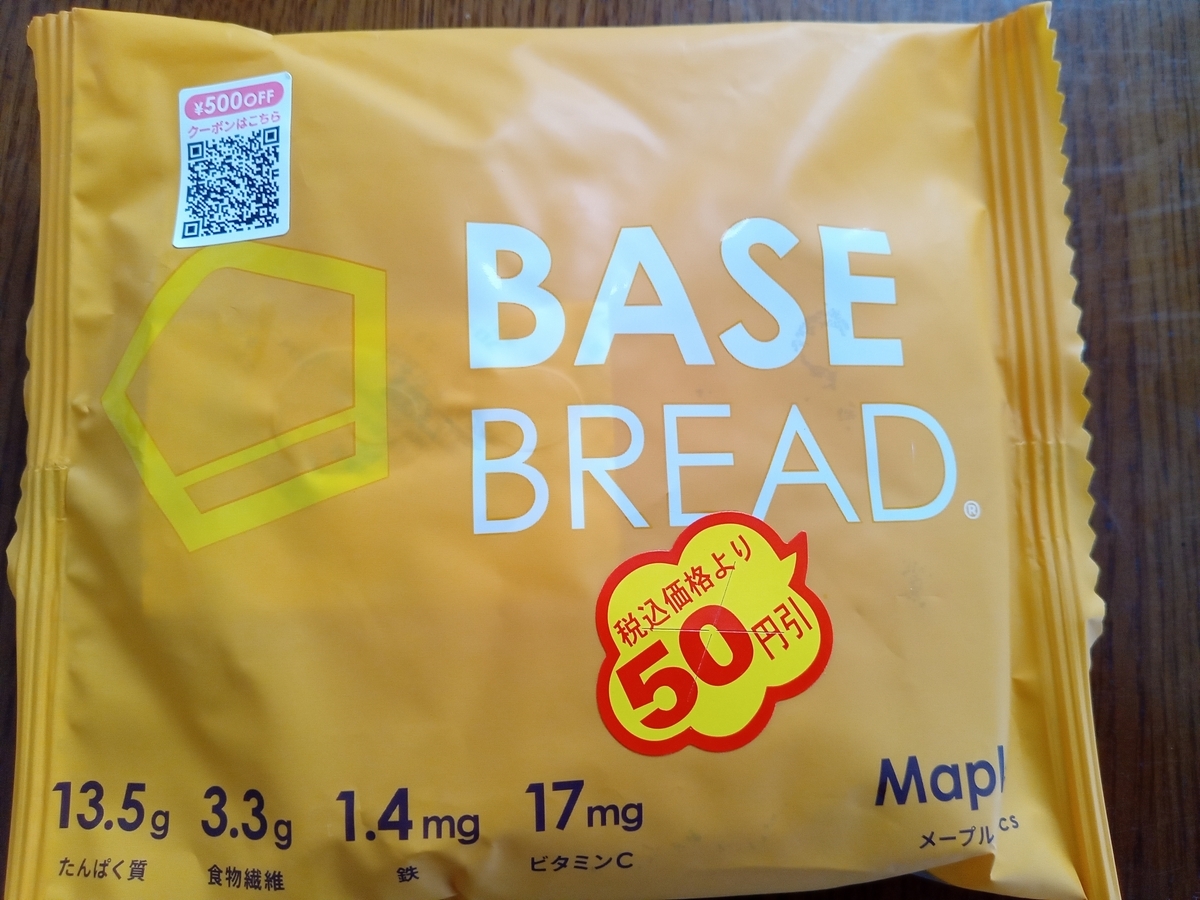 ¥500OFF
クーポンはこちら
BASE
BREAD®
税込価格より
50円引
13.5g
たんぱく質
3.3g
食物繊維
1.4mg
鉄
17mg
ビタミンC
Mapl
メープル CS